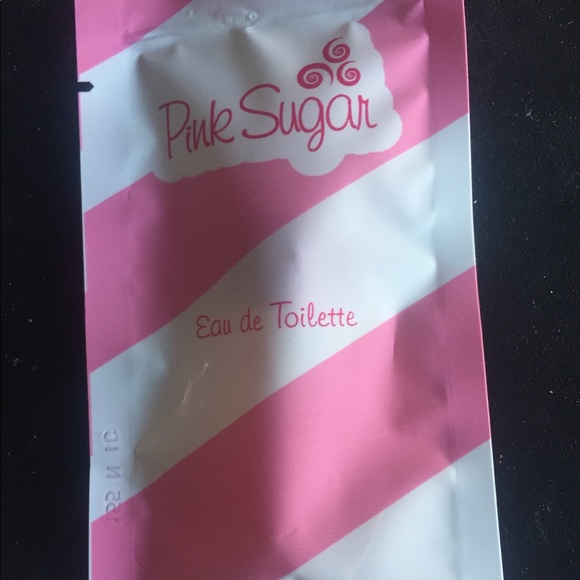 Pink Sugar
Eau de Toilette